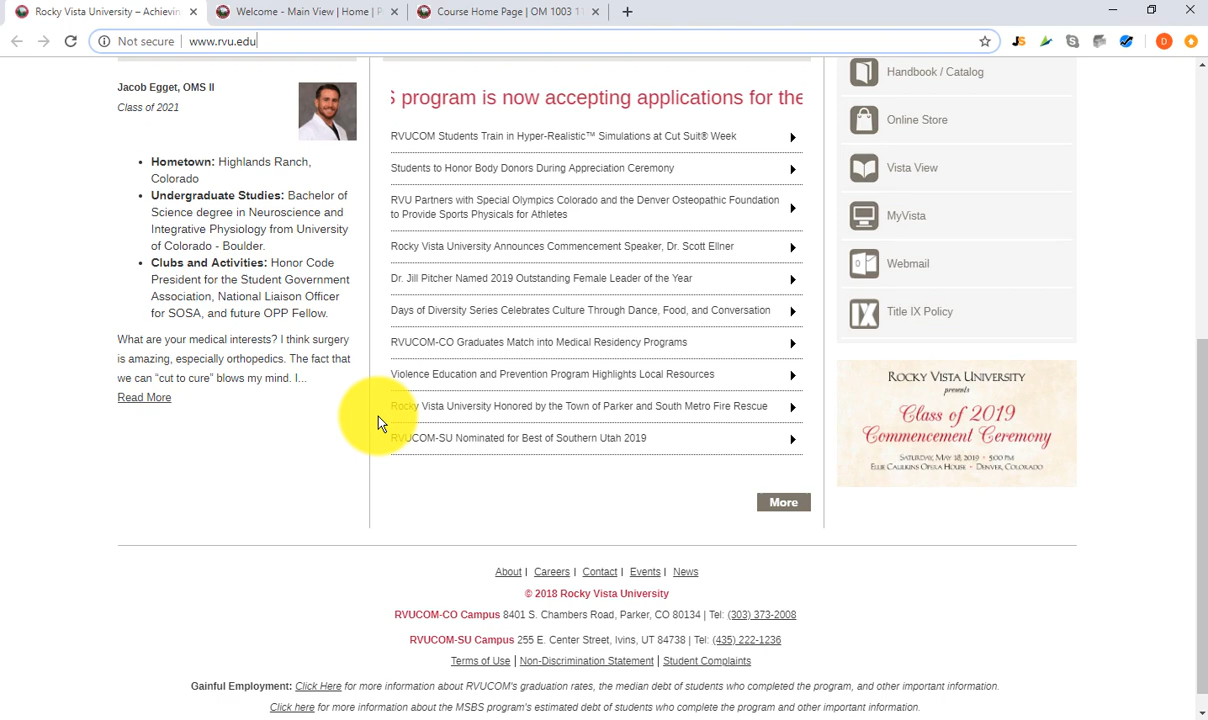 Rocky Vista University – Achievin
Welcome - Main View | Home | P
Course Home Page | OM 1003 11
Not secure
www.rvu.edu
JS
D
Jacob Egget, OMS II
Class of 2021
• Hometown: Highlands Ranch,
Colorado
• Undergraduate Studies: Bachelor of
Science degree in Neuroscience and
Integrative Physiology from University
of Colorado - Boulder.
• Clubs and Activities: Honor Code
President for the Student Government
Association, National Liaison Officer
for SOSA, and future OPP Fellow.
What are your medical interests? I think surgery
is amazing, especially orthopedics. The fact that
we can “cut to cure” blows my mind. I...
Read More
S program is now accepting applications for the
RVUCOM Students Train in Hyper-Realistic™ Simulations at Cut Suit® Week
Students to Honor Body Donors During Appreciation Ceremony
RVU Partners with Special Olympics Colorado and the Denver Osteopathic Foundation
to Provide Sports Physicals for Athletes
Rocky Vista University Announces Commencement Speaker, Dr. Scott Ellner
Dr. Jill Pitcher Named 2019 Outstanding Female Leader of the Year
Days of Diversity Series Celebrates Culture Through Dance, Food, and Conversation
RVUCOM-CO Graduates Match into Medical Residency Programs
Violence Education and Prevention Program Highlights Local Resources
Rocky Vista University Honored by the Town of Parker and South Metro Fire Rescue
RVUCOM-SU Nominated for Best of Southern Utah 2019
More
Handbook / Catalog
Online Store
Vista View
MyVista
Webmail
IX Title IX Policy
ROCKY VISTA UNIVERSITY
presents
Class of 2019
Commencement Ceremony
SATURDAY, MAY 18, 2019 • 5:00 PM
ELLIE CAULKINS OPERA HOUSE • DENVER, COLORADO
About | Careers | Contact | Events | News
© 2018 Rocky Vista University
RVUCOM-CO Campus 8401 S. Chambers Road, Parker, CO 80134 | Tel: (303) 373-2008
RVUCOM-SU Campus 255 E. Center Street, Ivins, UT 84738 | Tel: (435) 222-1236
Terms of Use | Non-Discrimination Statement | Student Complaints
Gainful Employment: Click Here for more information about RVUCOM's graduation rates, the median debt of students who completed the program, and other important information.
Click here for more information about the MSBS program's estimated debt of students who complete the program and other important information.